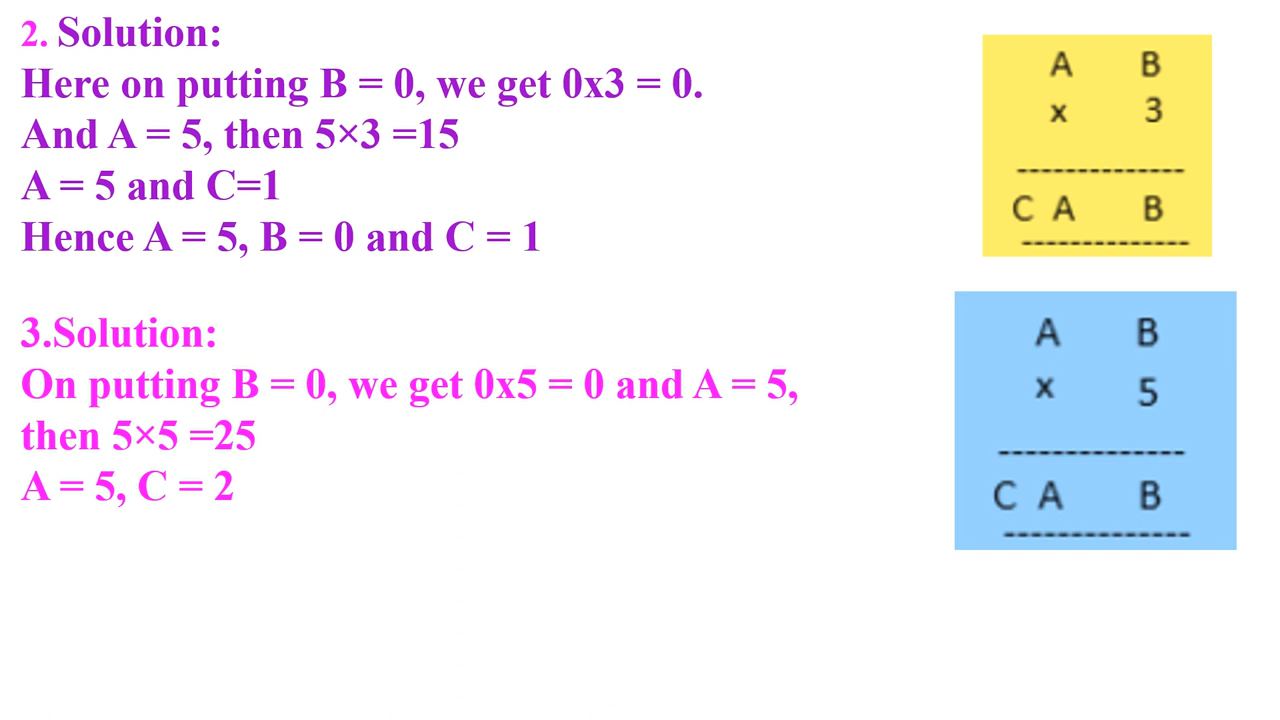 2. Solution:
Here on putting B = 0, we get 0x3 = 0.
And A = 5, then 5×3 =15
A = 5 and C=1
Hence A = 5, B = 0 and C = 1
A B
x 3
--------------
C A B
--------------
3.Solution:
On putting B = 0, we get 0x5 = 0 and A = 5,
then 5×5 =25
A = 5, C = 2
A B
x 5
--------------
C A B
--------------